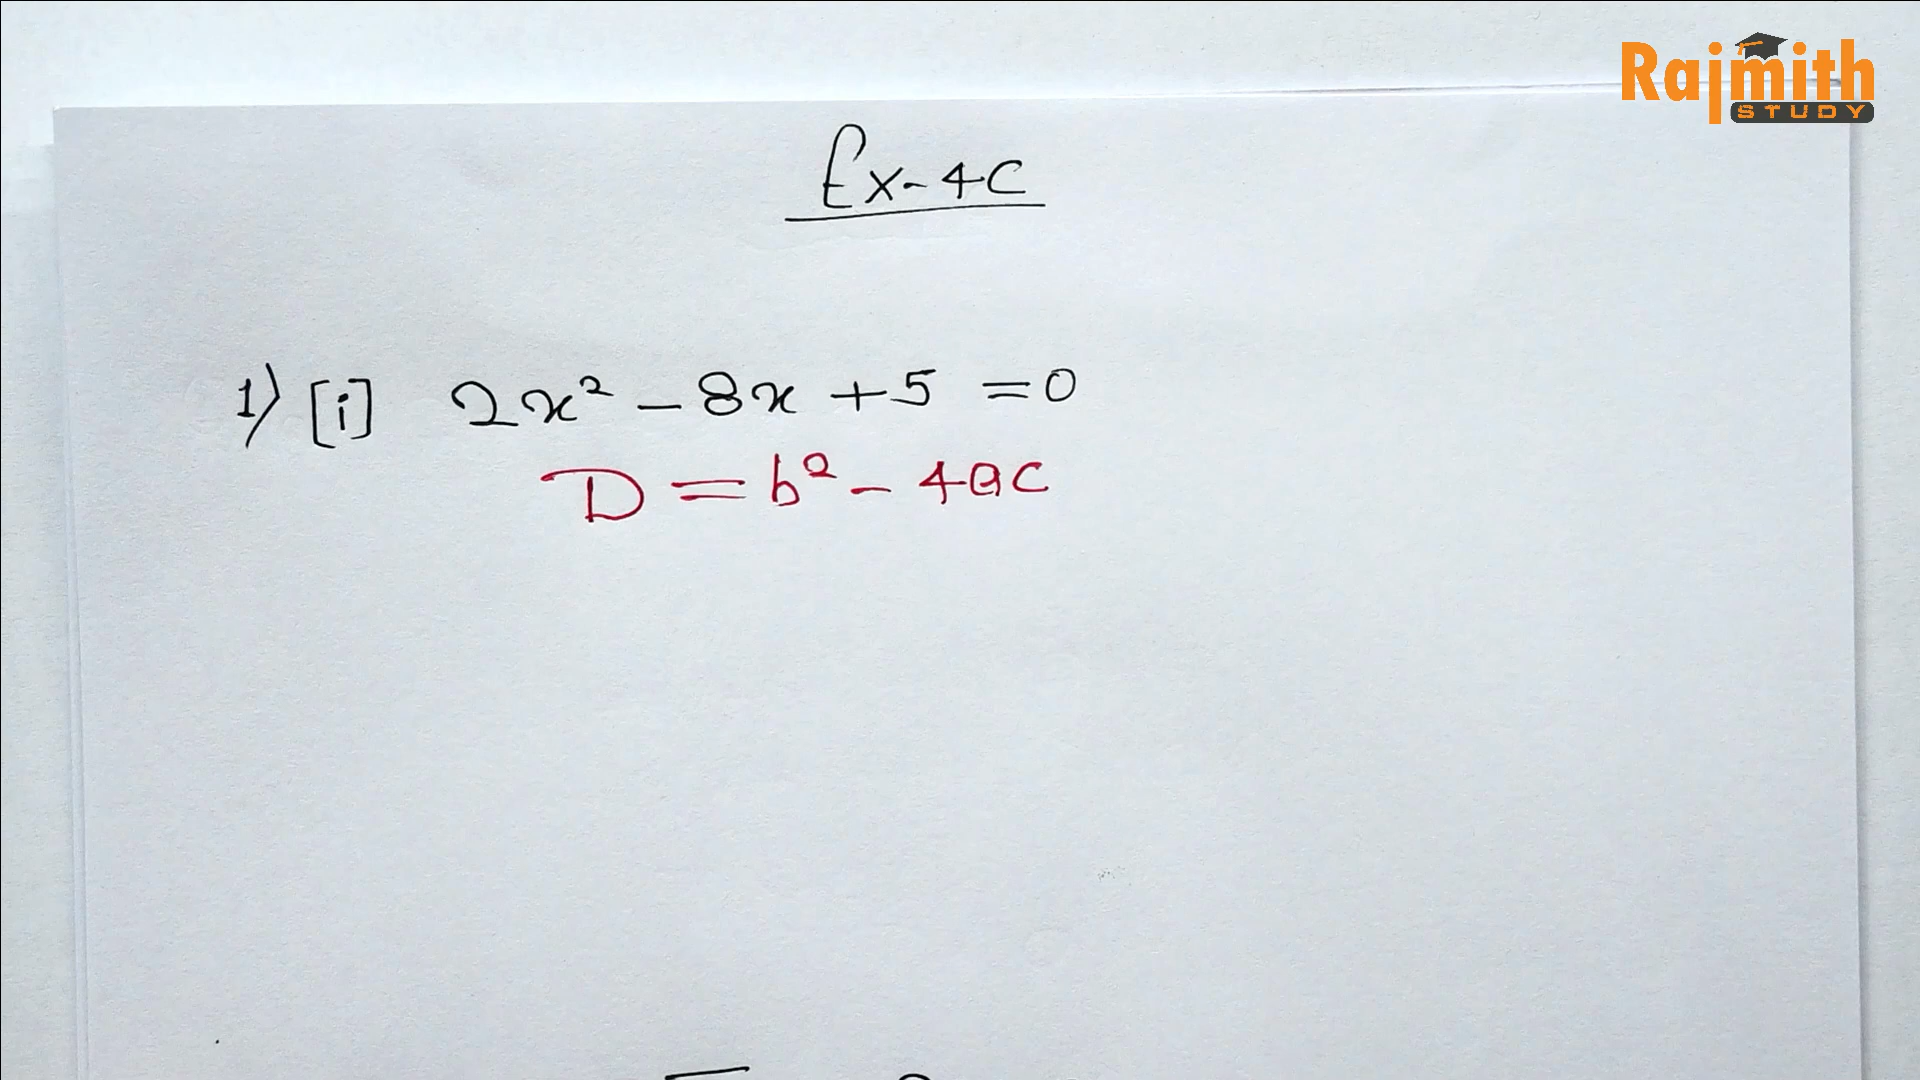 Rajmith
STUDY
Ex-4C
1) [i] 2x² - 8x + 5 = 0
D = b² - 4ac